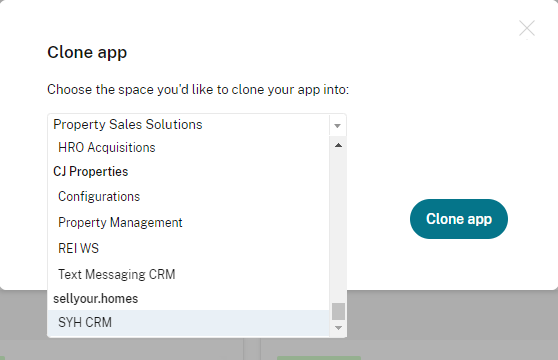 Clone app
Choose the space you'd like to clone your app into:
Property Sales Solutions
HRO Acquisitions
CJ Properties
Configurations
Property Management
REI WS
Text Messaging CRM
sellyour.homes
SYH CRM
Clone app